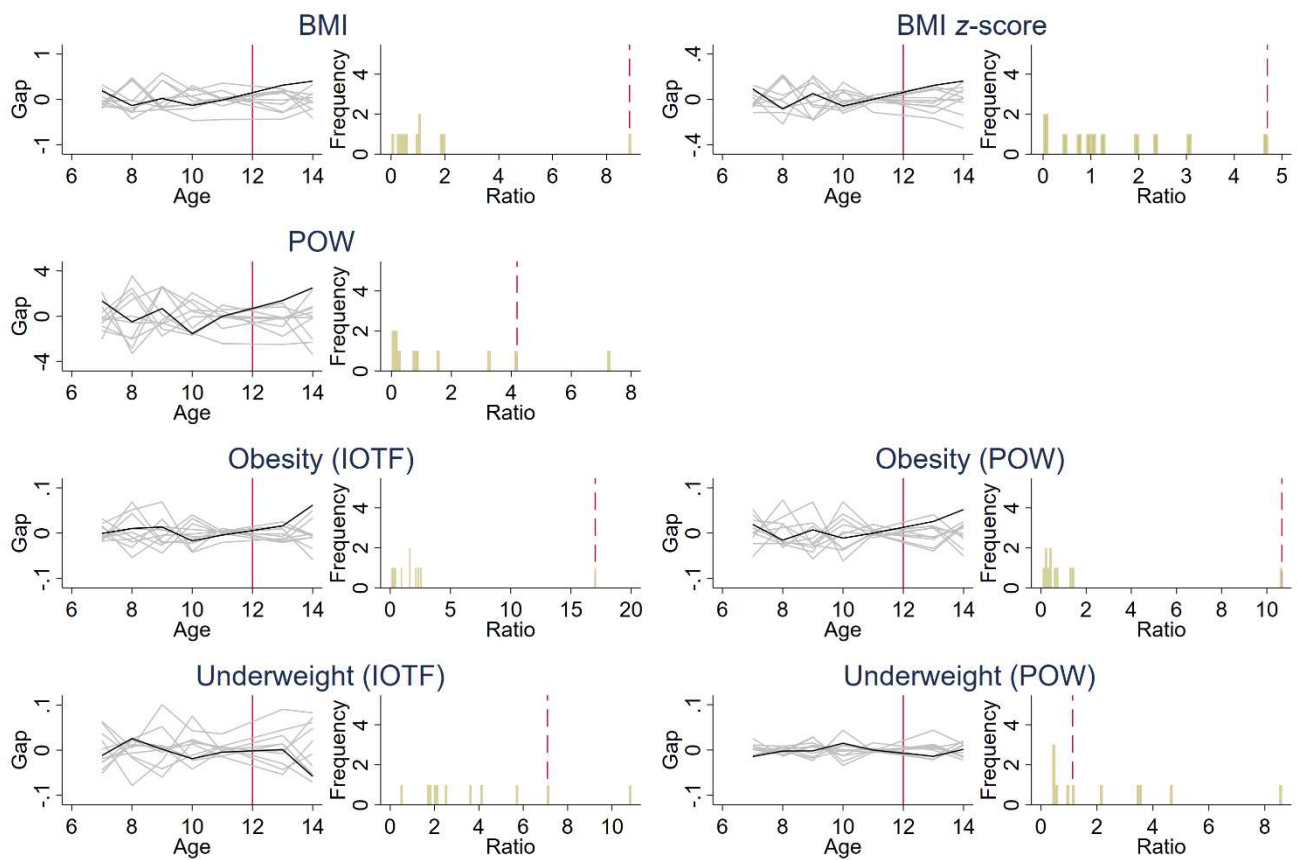 BMI
1
0
-1
Gap
6 8 10 12 14
Age
Frequency
0 2 4
0 2 4 6 8
Ratio
BMI z-score
.4
0
-.4
Gap
6 8 10 12 14
Age
Frequency
0 2 4
0 1 2 3 4 5
Ratio
POW
4
0
-4
Gap
6 8 10 12 14
Age
Frequency
0 2 4
0 2 4 6 8
Ratio
Obesity (IOTF)
.1
0
-.1
Gap
6 8 10 12 14
Age
Frequency
0 2 4
0 5 10 15 20
Ratio
Obesity (POW)
.1
0
-.1
Gap
6 8 10 12 14
Age
Frequency
0 2 4
0 2 4 6 8 10
Ratio
Underweight (IOTF)
.1
0
-.1
Gap
6 8 10 12 14
Age
Frequency
0 2 4
0 2 4 6 8 10
Ratio
Underweight (POW)
.1
0
-.1
Gap
6 8 10 12 14
Age
Frequency
0 2 4
0 2 4 6 8
Ratio